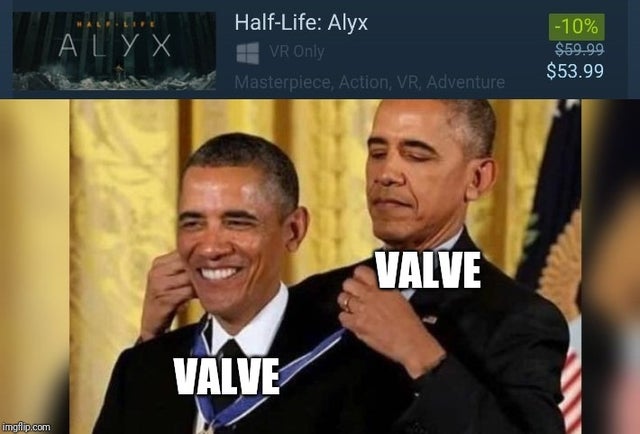 HALF-LIFE
ALYX
Half-Life: Alyx
VR Only
Masterpiece, Action, VR, Adventure
-10%
$59.99
$53.99
VALVE
VALVE
imgflip.com